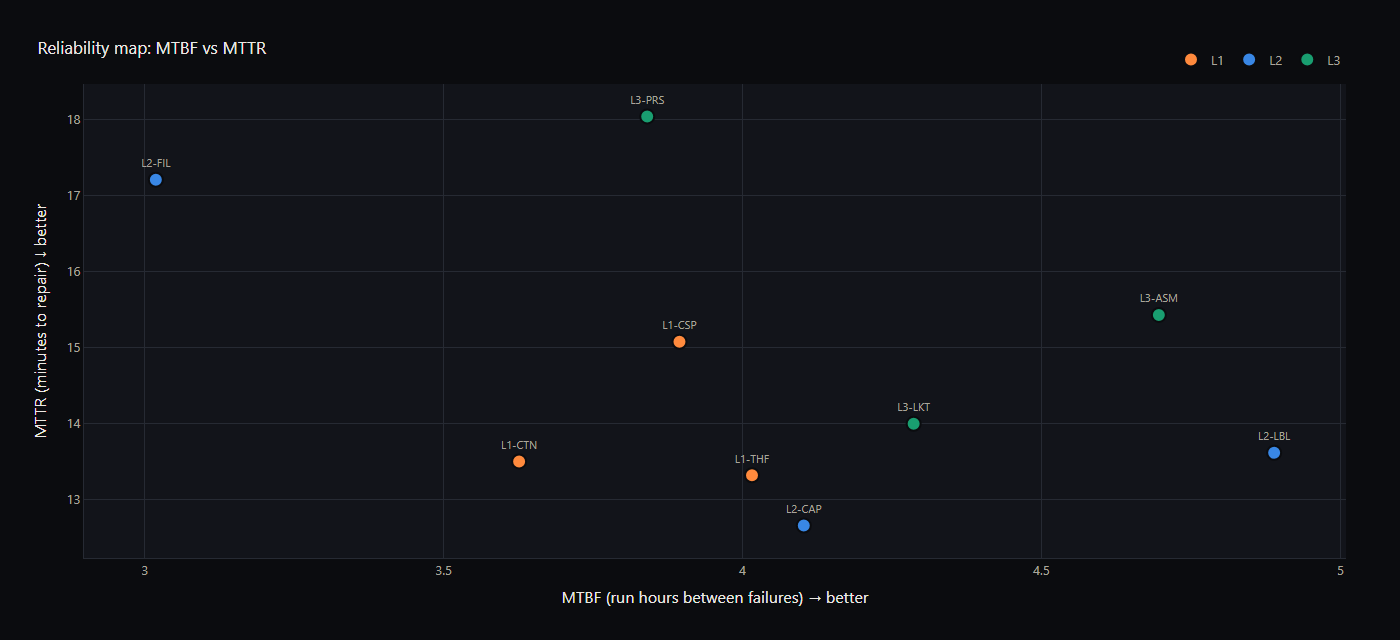 Reliability map: MTBF vs MTTR
L1
L2
L3
MTTR (minutes to repair) ↓ better
18
17
16
15
14
13
L3-PRS
L2-FIL
L3-ASM
L1-CSP
L3-LKT
L2-LBL
L1-CTN
L1-THF
L2-CAP
3
3.5
4
4.5
5
MTBF (run hours between failures) → better